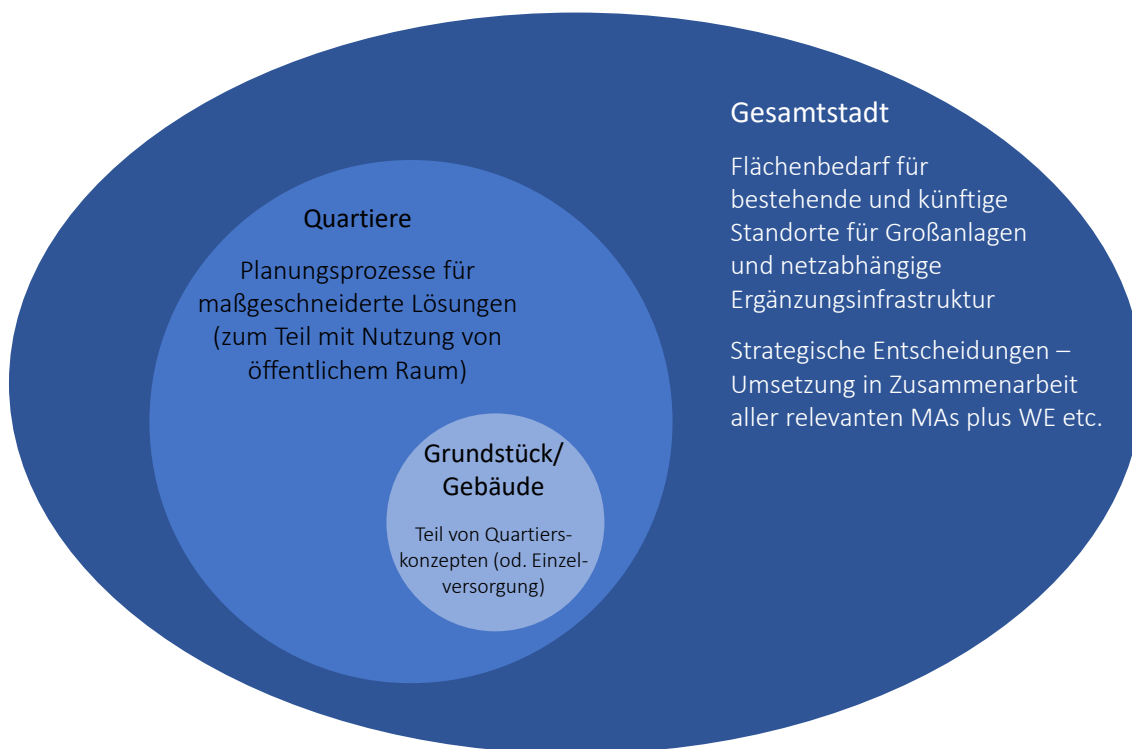 Gesamtstadt
Flächenbedarf für
bestehende und künftige
Standorte für Großanlagen
und netzabhängige
Ergänzungsinfrastruktur
Strategische Entscheidungen –
Umsetzung in Zusammenarbeit
aller relevanten MAs plus WE etc.
Quartiere
Planungsprozesse für
maßgeschneiderte Lösungen
(zum Teil mit Nutzung von
öffentlichem Raum)
Grundstück/
Gebäude
Teil von Quartiers-
konzepten (od. Einzel-
versorgung)